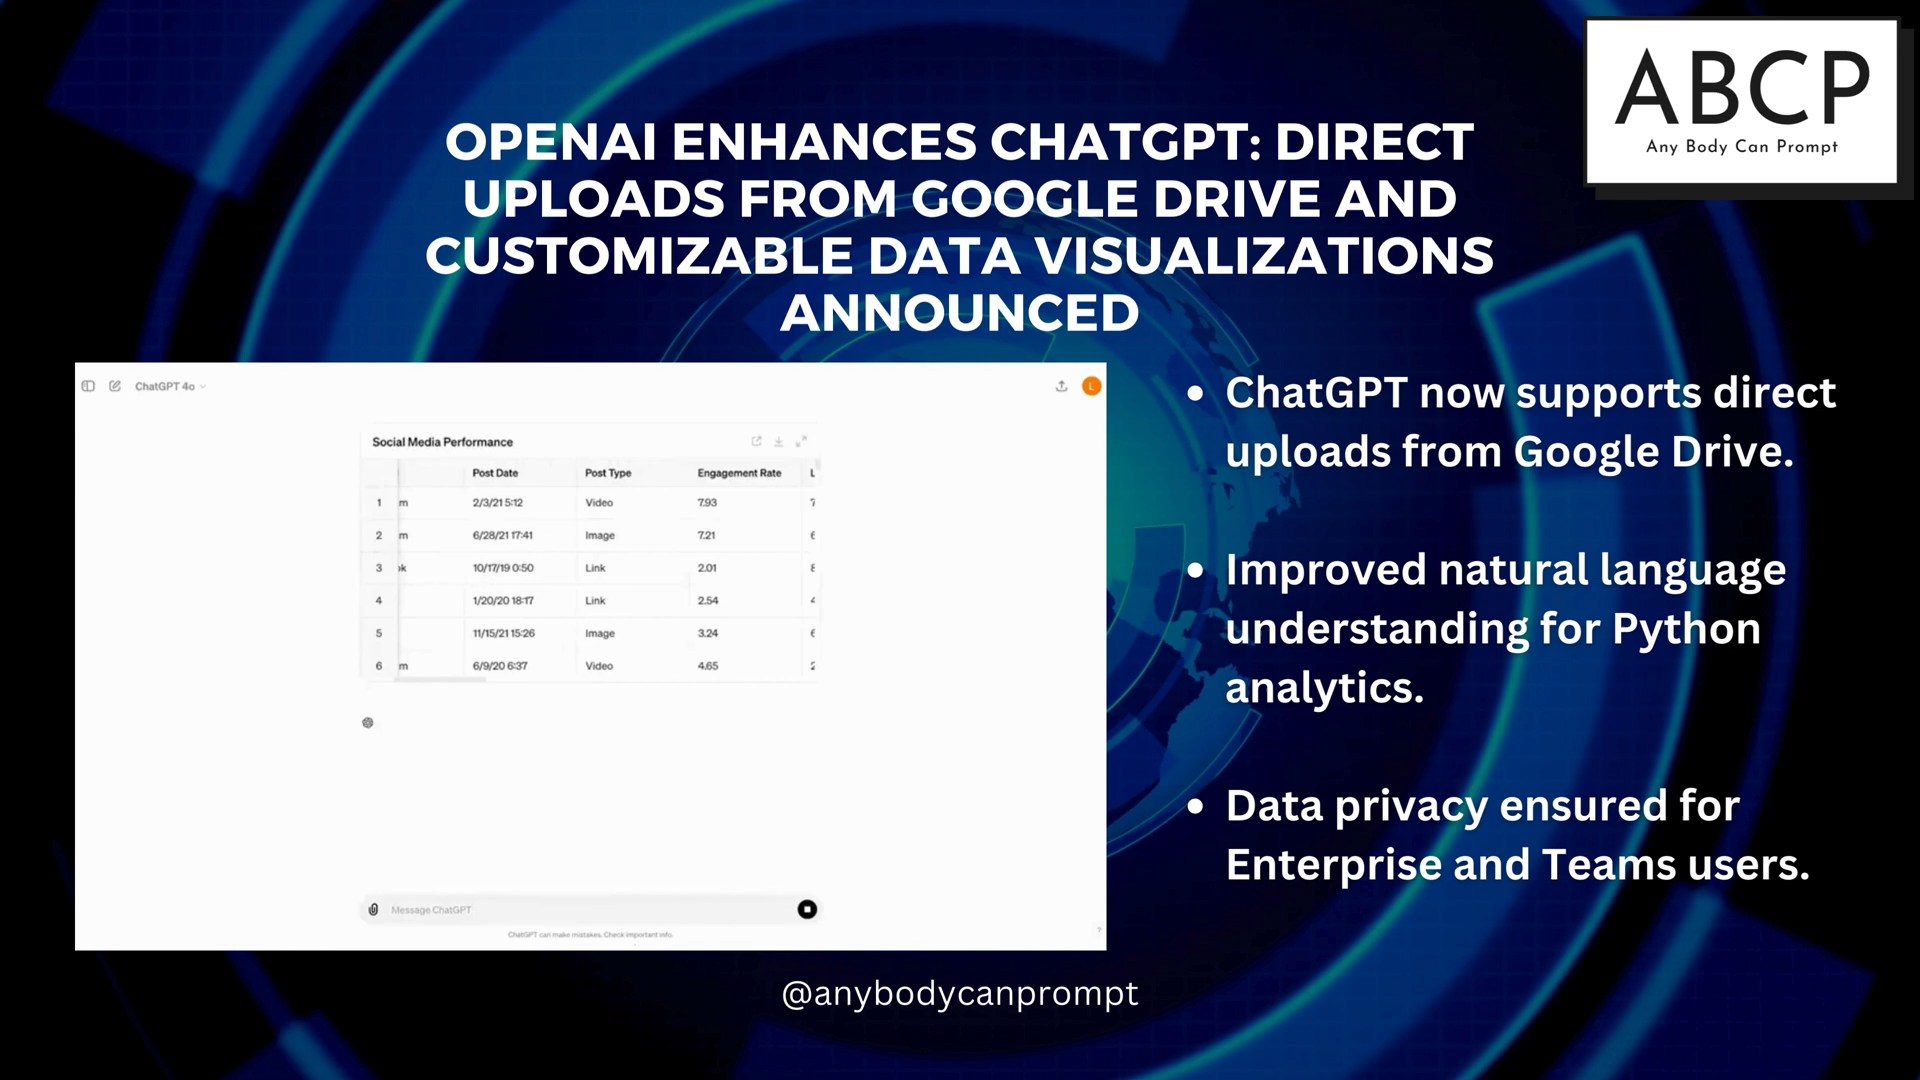 ABCP
Any Body Can Prompt
OPENAI ENHANCES CHATGPT: DIRECT
UPLOADS FROM GOOGLE DRIVE AND
CUSTOMIZABLE DATA VISUALIZATIONS
ANNOUNCED
ChatGPT 4o
L
Social Media Performance
Post Date Post Type Engagement Rate L
1 m 2/3/21 5:12 Video 7.93
2 m 6/28/21 17:41 Image 7.21
3 ok 10/17/19 0:50 Link 2.01
4 1/20/20 18:17 Link 2.54
5 11/15/21 15:26 Image 3.24
6 m 6/9/20 6:37 Video 4.65
Message ChatGPT
ChatGPT can make mistakes. Check important info.
?
• ChatGPT now supports direct
uploads from Google Drive.
• Improved natural language
understanding for Python
analytics.
• Data privacy ensured for
Enterprise and Teams users.
@anybodycanprompt